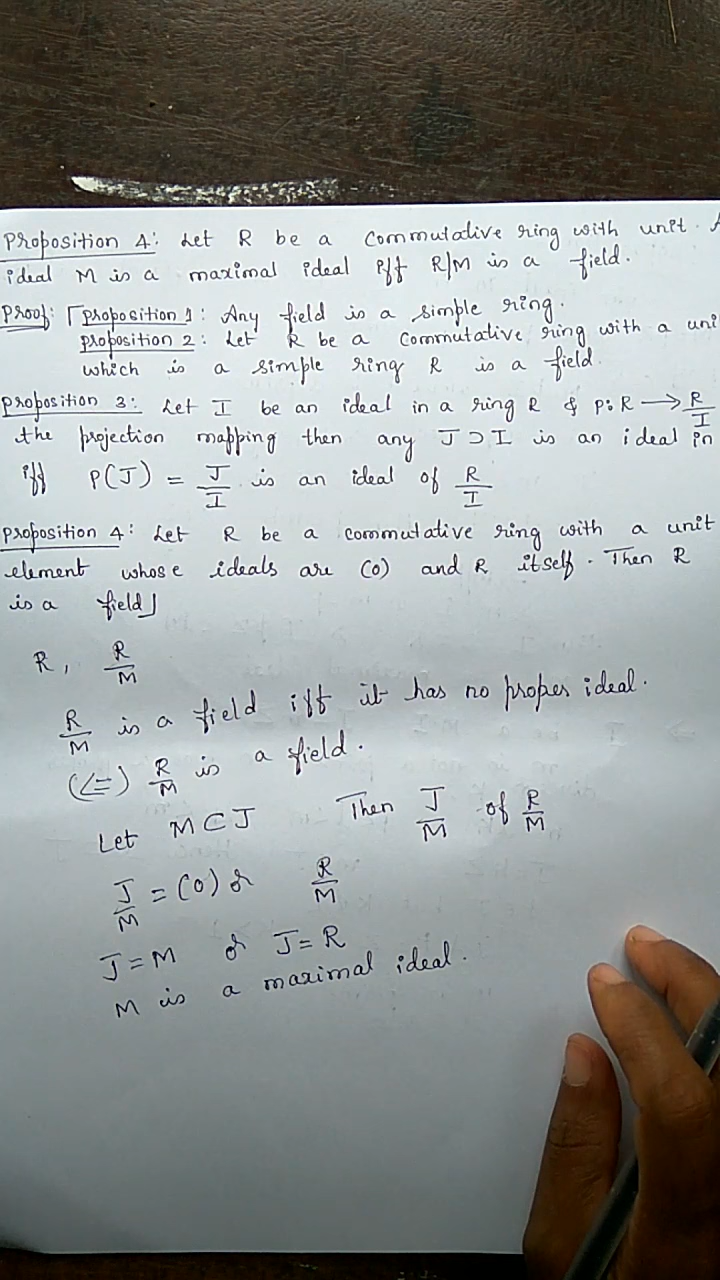 Proposition 4: Let R be a commutative ring with unit. A
ideal M is a maximal ideal iff R/M is a field.
Proof: [Proposition 1: Any field is a simple ring.
proposition 2: Let R be a commutative ring with a uni
which is a simple ring R is a field.
Proposition 3: Let I be an ideal in a ring R & P: R → R/I
the projection mapping then any J ⊃ I is an ideal in
iff P(J) = J/I is an ideal of R/I
Proposition 4: Let R be a commutative ring with a unit
element whose ideals are (0) and R itself. Then R
is a field]
R, R/M
R/M is a field iff it has no proper ideal.
(<=) R/M is a field.
Let M ⊂ J Then J/M of R/M
J/M = (0) or R/M
J = M or J = R
M is a maximal ideal.